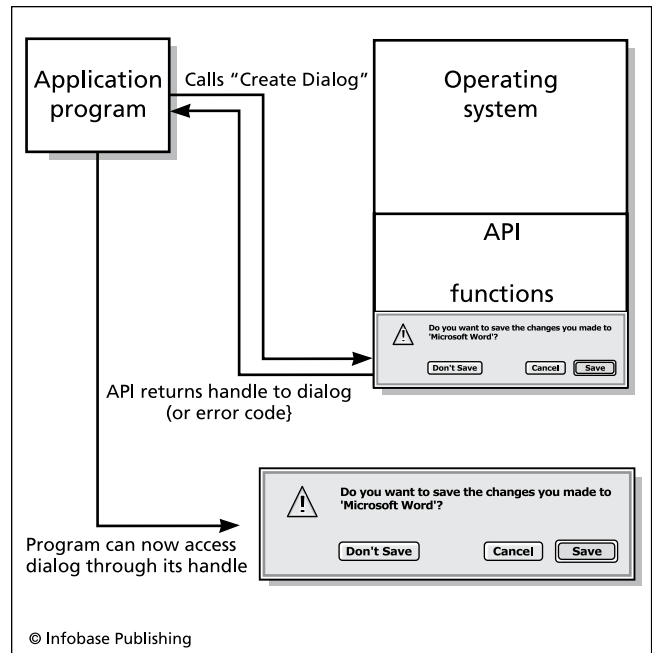 Application
program
Calls “Create Dialog”
Operating
system
API
functions
Do you want to save the changes you made to
'Microsoft Word'?
Don't Save
Cancel
Save
API returns handle to dialog
(or error code}
Do you want to save the changes you made to
'Microsoft Word'?
Don't Save
Cancel
Save
Program can now access
dialog through its handle
© Infobase Publishing